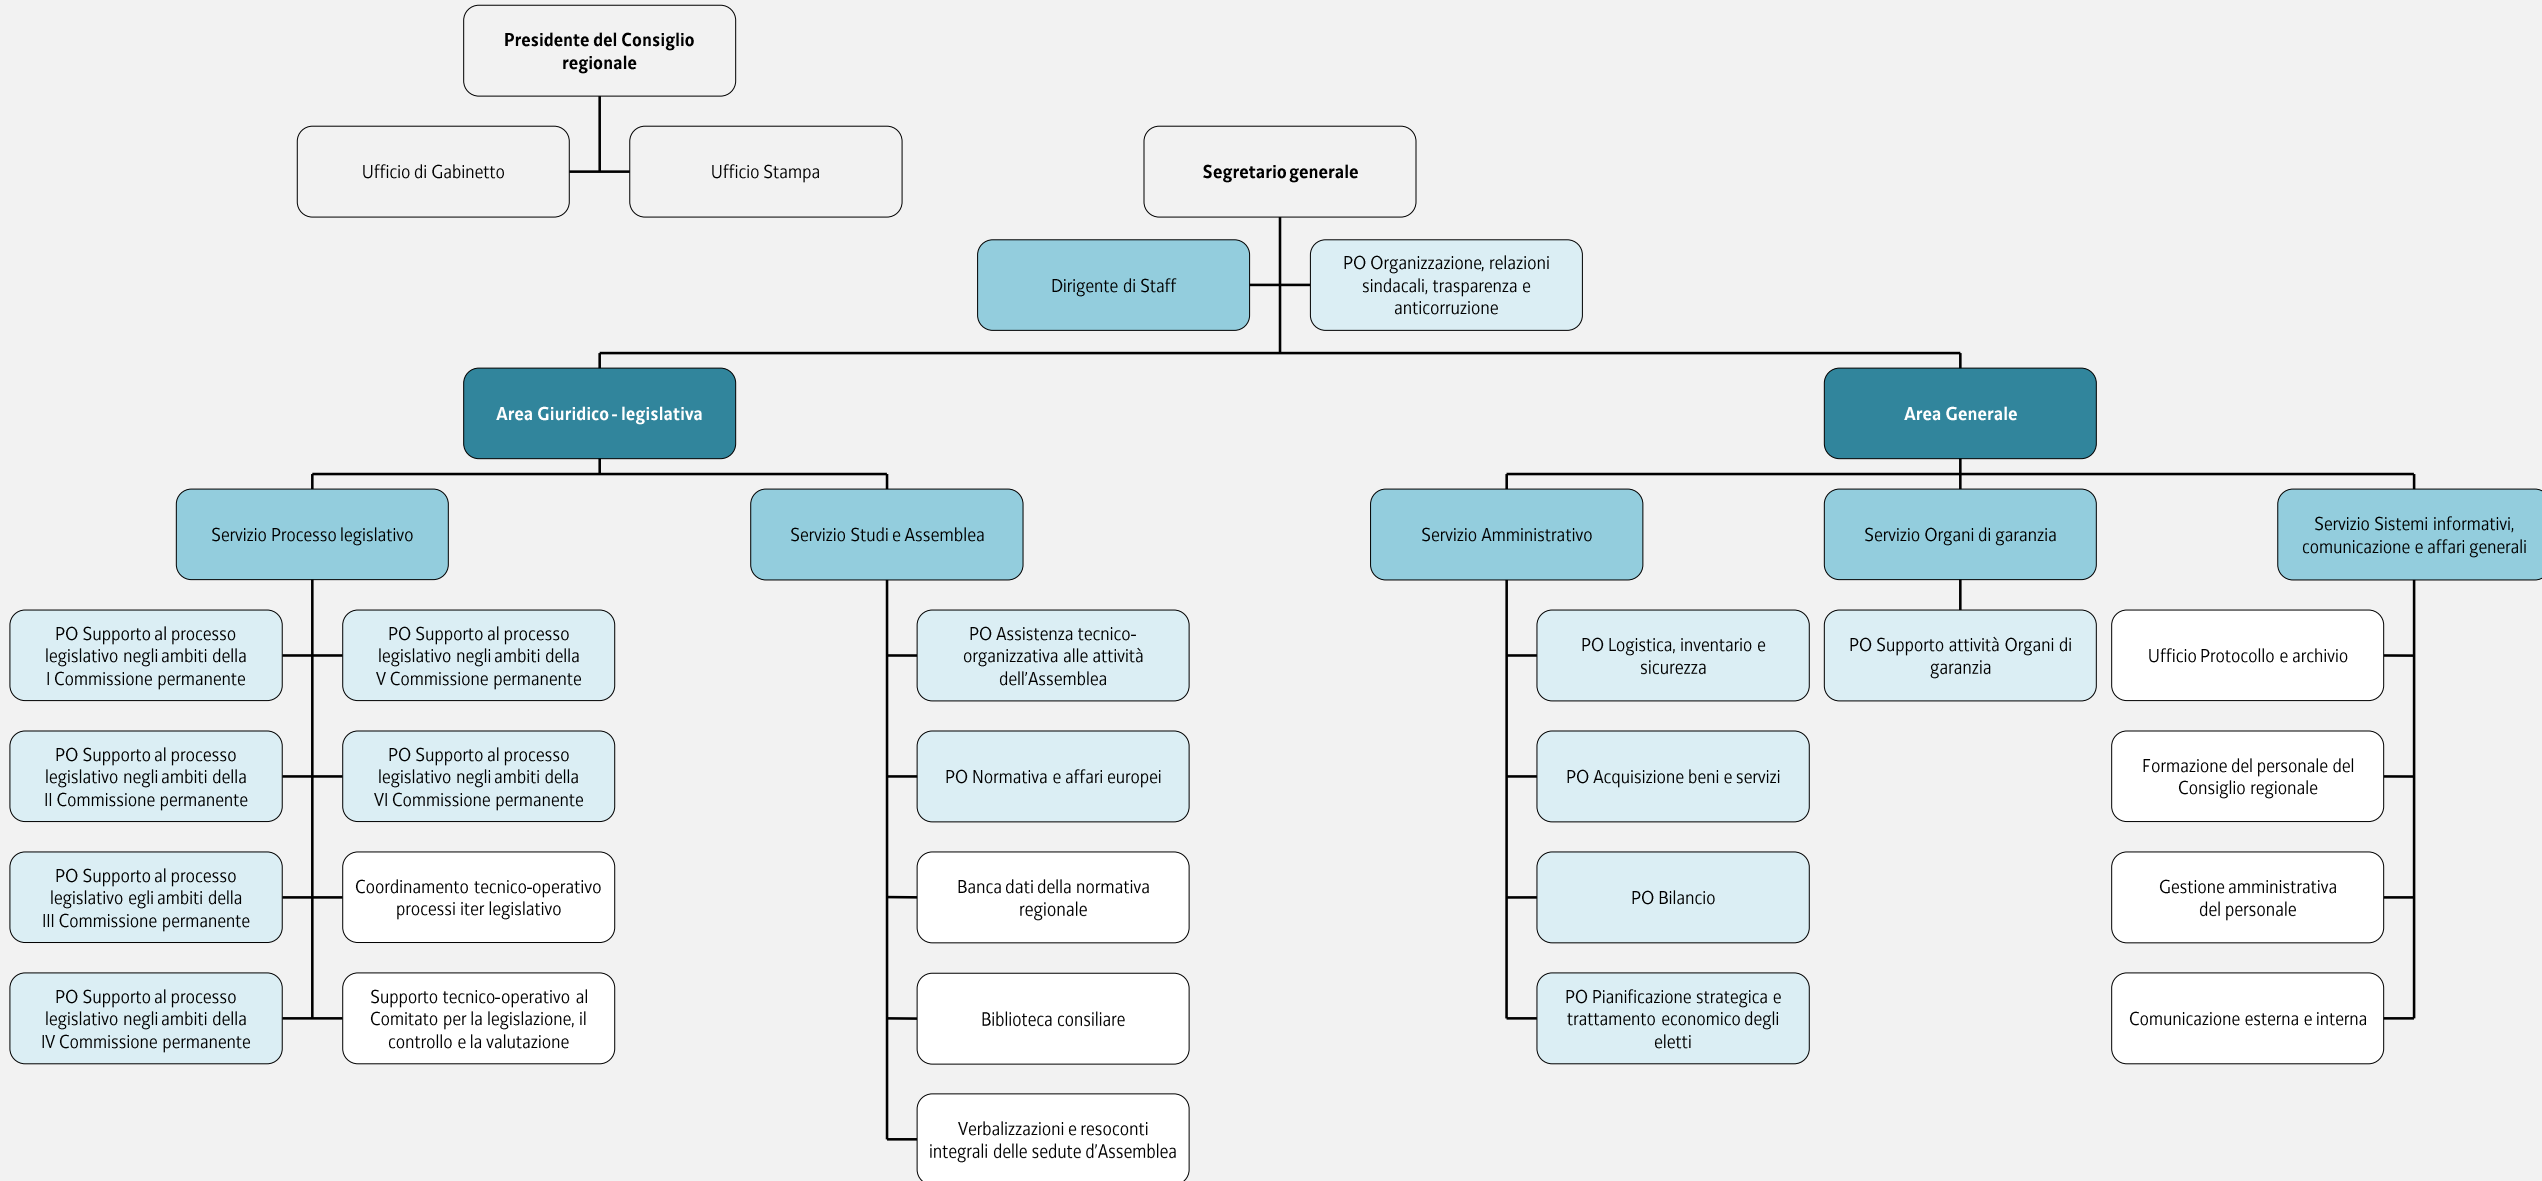 Presidente del Consiglio
regionale
Ufficio di Gabinetto
Ufficio Stampa
Segretario generale
Dirigente di Staff
PO Organizzazione, relazioni
sindacali, trasparenza e
anticorruzione
Area Giuridico - legislativa
Area Generale
Servizio Processo legislativo
Servizio Studi e Assemblea
Servizio Amministrativo
Servizio Organi di garanzia
Servizio Sistemi informativi,
comunicazione e affari generali
PO Supporto al processo
legislativo negli ambiti della
I Commissione permanente
PO Supporto al processo
legislativo negli ambiti della
V Commissione permanente
PO Supporto al processo
legislativo negli ambiti della
II Commissione permanente
PO Supporto al processo
legislativo negli ambiti della
VI Commissione permanente
PO Supporto al processo
legislativo egli ambiti della
III Commissione permanente
Coordinamento tecnico-operativo
processi iter legislativo
PO Supporto al processo
legislativo negli ambiti della
IV Commissione permanente
Supporto tecnico-operativo al
Comitato per la legislazione, il
controllo e la valutazione
PO Assistenza tecnico-
organizzativa alle attività
dell'Assemblea
PO Normativa e affari europei
Banca dati della normativa
regionale
Biblioteca consiliare
Verbalizzazioni e resoconti
integrali delle sedute d'Assemblea
PO Logistica, inventario e
sicurezza
PO Acquisizione beni e servizi
PO Bilancio
PO Pianificazione strategica e
trattamento economico degli
eletti
PO Supporto attività Organi di
garanzia
Ufficio Protocollo e archivio
Formazione del personale del
Consiglio regionale
Gestione amministrativa
del personale
Comunicazione esterna e interna